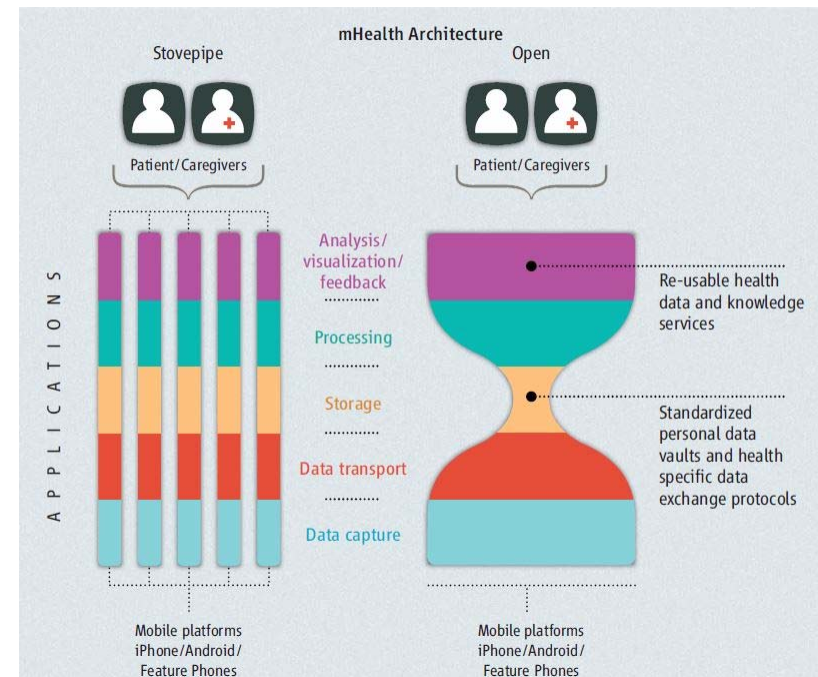 mHealth Architecture
Stovepipe
Open
Patient/Caregivers
Patient/Caregivers
APPLICATIONS
Analysis/
visualization/
feedback
Processing
Storage
Data transport
Data capture
Re-usable health
data and knowledge
services
Standardized
personal data
vaults and health
specific data
exchange protocols
Mobile platforms
iPhone/Android/
Feature Phones
Mobile platforms
iPhone/Android/
Feature Phones